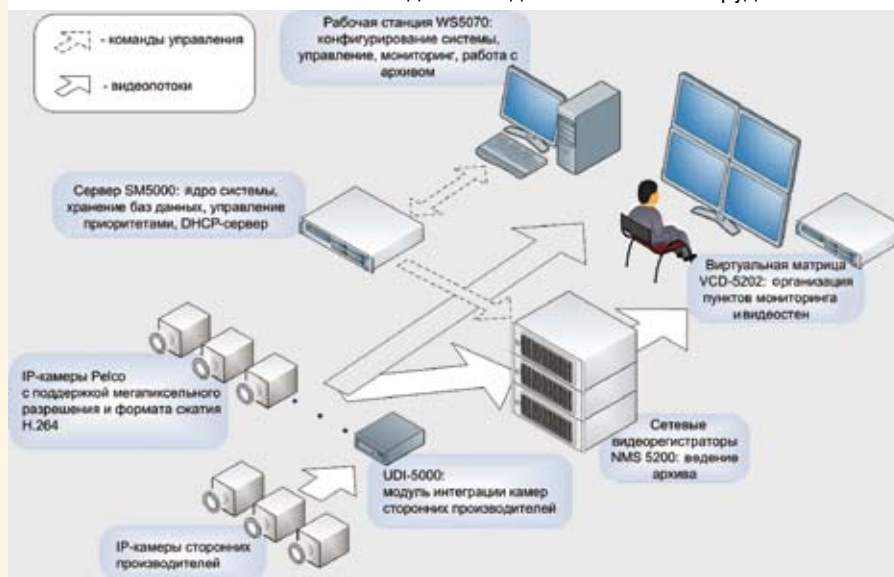 - команды управления
- видеопотоки
Рабочая станция WS5070:
конфигурирование системы,
управление, мониторинг, работа с
архивом
Сервер SM5000: ядро системы,
хранение баз данных, управление
приоритетами, DHCP-сервер
Виртуальная матрица
VCD-5202: организация
пунктов мониторинга
и видеостен
IP-камеры Pelco
с поддержкой мегапиксельного
разрешения и формата сжатия
H.264
Сетевые
видеорегистраторы
NMS 5200: ведение
архива
UDI-5000:
модуль интеграции камер
сторонних производителей
IP-камеры сторонних
производителей